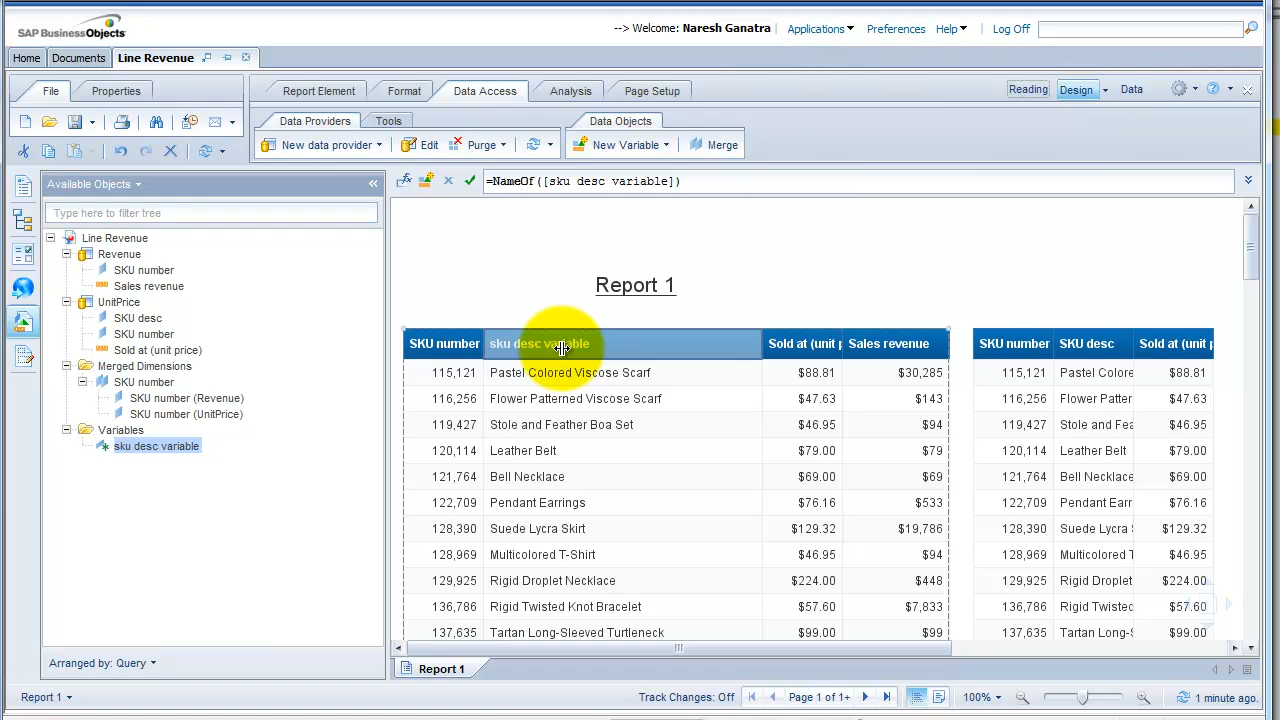 SAP BusinessObjects
--> Welcome: Naresh Ganatra | Applications | Preferences | Help | Log Off
Home Documents Line Revenue
File Properties Report Element Format Data Access Analysis Page Setup Reading Design Data
Data Providers Tools Data Objects
New data provider Edit Purge New Variable Merge
Available Objects
=NameOf([sku desc variable])
Type here to filter tree
Line Revenue
Revenue
SKU number
Sales revenue
UnitPrice
SKU desc
SKU number
Sold at (unit price)
Merged Dimensions
SKU number
SKU number (Revenue)
SKU number (UnitPrice)
Variables
sku desc variable
Arranged by: Query
Report 1
SKU number sku desc variable Sold at (unit p Sales revenue
115,121 Pastel Colored Viscose Scarf $88.81 $30,285
116,256 Flower Patterned Viscose Scarf $47.63 $143
119,427 Stole and Feather Boa Set $46.95 $94
120,114 Leather Belt $79.00 $79
121,764 Bell Necklace $69.00 $69
122,709 Pendant Earrings $76.16 $533
128,390 Suede Lycra Skirt $129.32 $19,786
128,969 Multicolored T-Shirt $46.95 $94
129,925 Rigid Droplet Necklace $224.00 $448
136,786 Rigid Twisted Knot Bracelet $57.60 $7,833
137,635 Tartan Long-Sleeved Turtleneck $99.00 $99
SKU number SKU desc Sold at (unit p
115,121 Pastel Colore $88.81
116,256 Flower Patter $47.63
119,427 Stole and Fea $46.95
120,114 Leather Belt $79.00
121,764 Bell Necklace $69.00
122,709 Pendant Earr $76.16
128,390 Suede Lycra $129.32
128,969 Multicolored T $46.95
129,925 Rigid Droplet $224.00
136,786 Rigid Twisted $57.60
137,635 Tartan Long- $99.00
Report 1
Report 1 Track Changes: Off Page 1 of 1+ 100% 1 minute ago